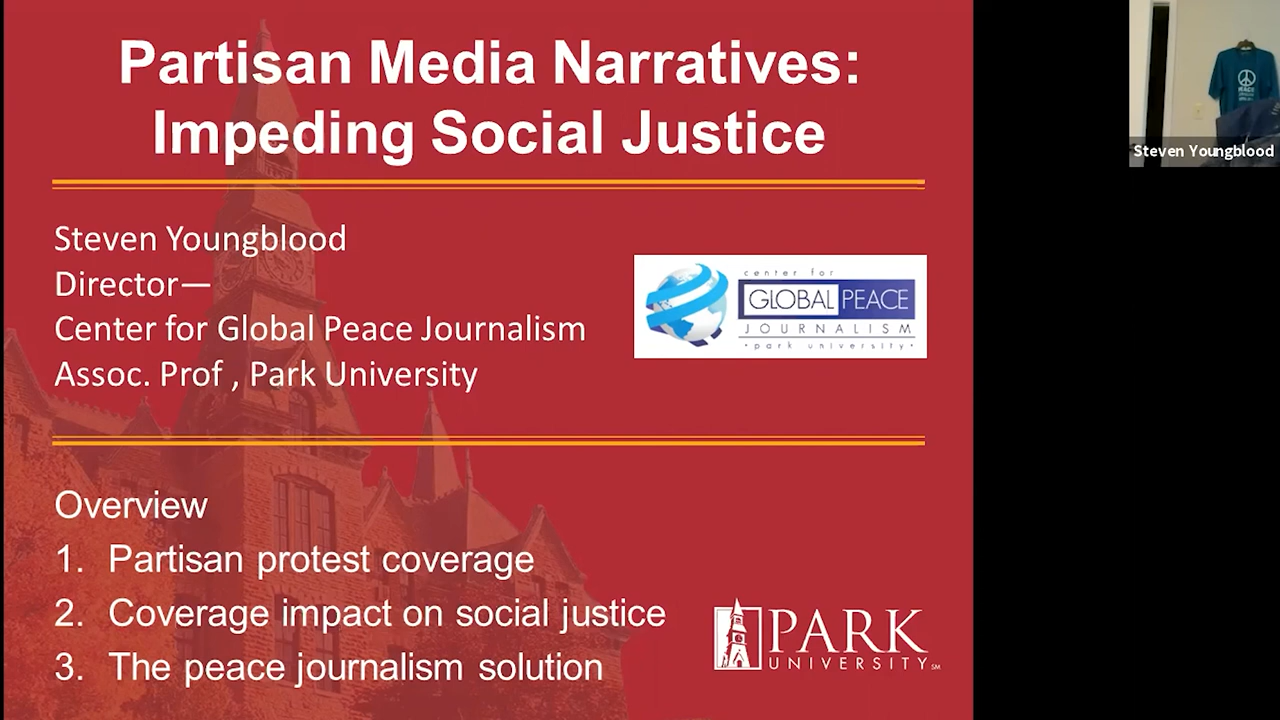 Partisan Media Narratives:
Impeding Social Justice
Steven Youngblood
Director—
Center for Global Peace Journalism
Assoc. Prof , Park University
center for
GLOBAL PEACE
JOURNALISM
•park university•
Overview
1. Partisan protest coverage
2. Coverage impact on social justice
3. The peace journalism solution
PARK
UNIVERSITY℠
PEACE
Steven Youngblood